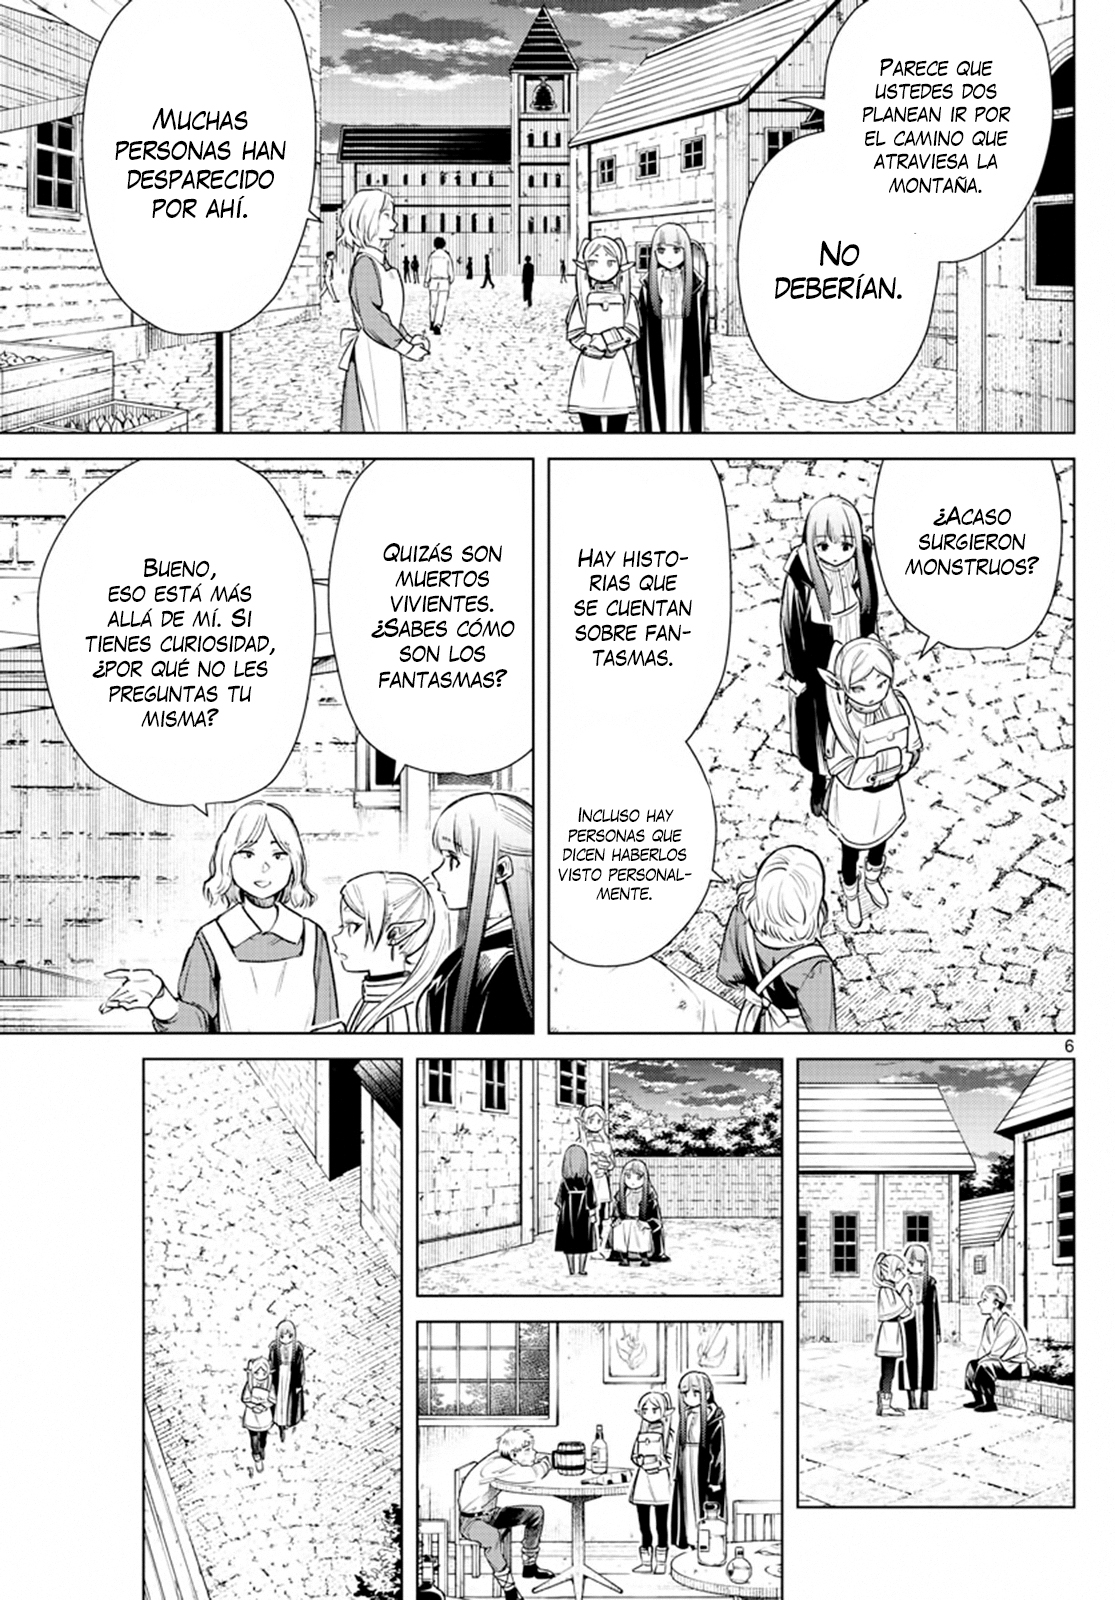 PARECE QUE
USTEDES DOS
PLANEAN IR POR
EL CAMINO QUE
ATRAVIESA LA
MONTAÑA.
NO
DEBERÍAN.
MUCHAS
PERSONAS HAN
DESPARECIDO
POR AHÍ.
¿ACASO
SURGIERON
MONSTRUOS?
HAY HISTO-
RIAS QUE
SE CUENTAN
SOBRE FAN-
TASMAS.
INCLUSO HAY
PERSONAS QUE
DICEN HABERLOS
VISTO PERSONAL-
MENTE.
QUIZÁS SON
MUERTOS
VIVIENTES.
¿SABES CÓMO
SON LOS
FANTASMAS?
BUENO,
ESO ESTÁ MÁS
ALLÁ DE MÍ. SI
TIENES CURIOSIDAD,
¿POR QUÉ NO LES
PREGUNTAS TU
MISMA?
6